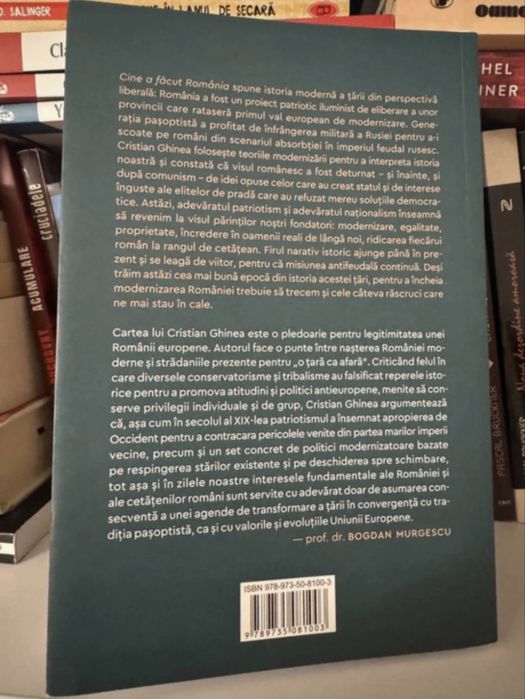 D. SALINGER
ÎN LANUL DE SECARĂ
Cine a făcut România spune istoria modernă a țării din perspectivă
liberală: România a fost un proiect patriotic iluminist de eliberare a unor
provincii care rataseră primul val european de modernizare. Gene-
rația pașoptistă a profitat de înfrângerea militară a Rusiei pentru a-i
scoate pe români din scenariul absorbției în imperiul feudal rusesc.
Cristian Ghinea folosește teoriile modernizării pentru a interpreta istoria
noastră și constată că visul românesc a fost deturnat – și înainte, și
după comunism – de idei opuse celor care au creat statul și de interese
înguste ale elitelor de pradă care au refuzat mereu soluțiile democra-
tice. Astăzi, adevăratul patriotism și adevăratul naționalism înseamnă
să revenim la visul părinților noștri fondatori: modernizare, egalitate,
proprietate, încredere în oamenii reali de lângă noi, ridicarea fiecărui
român la rangul de cetățean. Firul narativ istoric ajunge până în pre-
zent și se leagă de viitor, pentru că misiunea antifeudală continuă. Deși
trăim astăzi cea mai bună epocă din istoria acestei țări, pentru a încheia
modernizarea României trebuie să trecem și cele câteva răscruci care
ne mai stau în cale.
Cartea lui Cristian Ghinea este o pledoarie pentru legitimitatea unei
Românii europene. Autorul face o punte între nașterea României mo-
derne și strădaniile prezente pentru „o țară ca afară”. Criticând felul în
care diversele conservatorisme și tribalisme au falsificat reperele isto-
rice pentru a promova atitudini și politici antieuropene, menite să con-
serve privilegii individuale și de grup, Cristian Ghinea argumentează
că, așa cum în secolul al XIX-lea patriotismul a însemnat apropierea de
Occident pentru a contracara pericolele venite din partea marilor imperii
vecine, precum și un set concret de politici modernizatoare bazate
pe respingerea stărilor existente și pe deschiderea spre schimbare,
tot așa și în zilele noastre interesele fundamentale ale României și
ale cetățenilor români sunt servite cu adevărat doar de asumarea con-
secventă a unei agende de transformare a țării în convergență cu tra-
diția pașoptistă, ca și cu valorile și evoluțiile Uniunii Europene.
— prof. dr. BOGDAN MURGESCU
ISBN 978-973-50-8100-3
9 789735 081003
cruciadele
ACUMULARE
PASCAL BRUCKNER